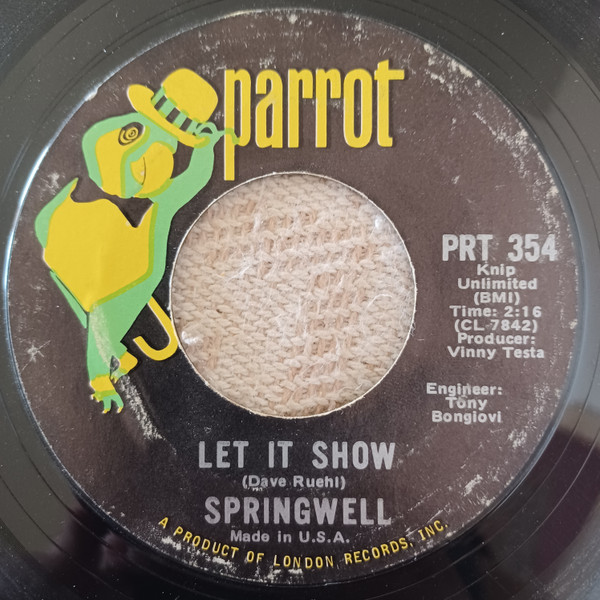 parrot
PRT 354
Knip
Unlimited
(BMI)
Time: 2:16
(CL 7842)
Producer:
Vinny Testa
Engineer:
Tony
Bongiovi
LET IT SHOW
(Dave Ruehl)
SPRINGWELL
Made in U.S.A.
A PRODUCT OF LONDON RECORDS, INC.